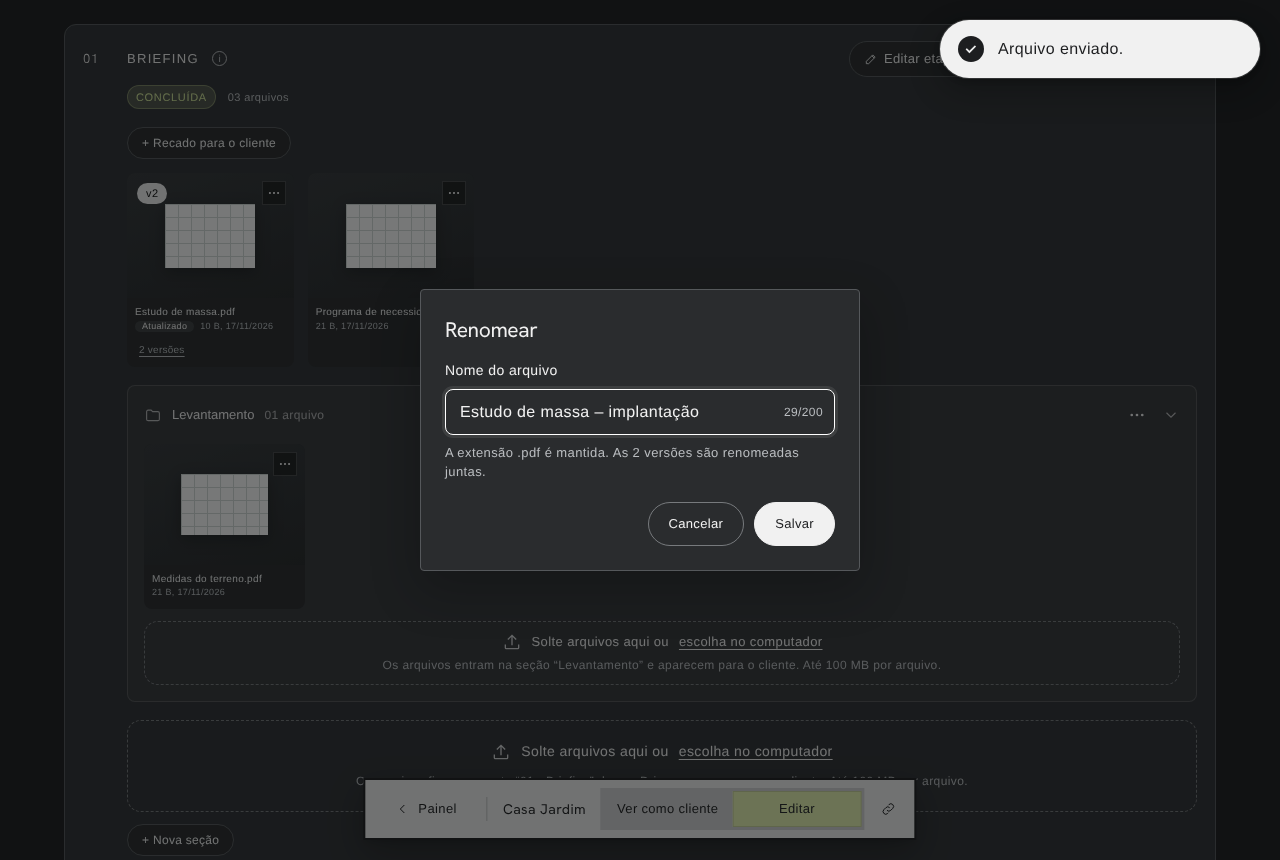 01 BRIEFING
Editar eta
Arquivo enviado.
CONCLUÍDA 03 arquivos
+ Recado para o cliente
v2
Estudo de massa.pdf
Atualizado 10 B, 17/11/2026
2 versões
Programa de necessid
21 B, 17/11/2026
Renomear
Nome do arquivo
Estudo de massa – implantação 29/200
A extensão .pdf é mantida. As 2 versões são renomeadas
juntas.
Cancelar Salvar
Levantamento 01 arquivo
Medidas do terreno.pdf
21 B, 17/11/2026
Solte arquivos aqui ou escolha no computador
Os arquivos entram na seção “Levantamento” e aparecem para o cliente. Até 100 MB por arquivo.
Solte arquivos aqui ou escolha no computador
arquivo.
Painel Casa Jardim Ver como cliente Editar
+ Nova seção